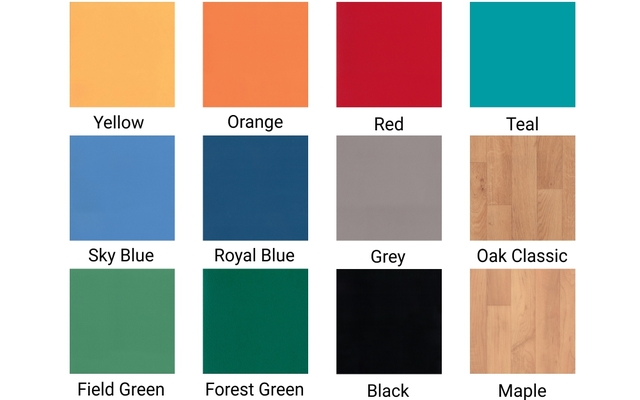 Yellow
Orange
Red
Teal
Sky Blue
Royal Blue
Grey
Oak Classic
Field Green
Forest Green
Black
Maple